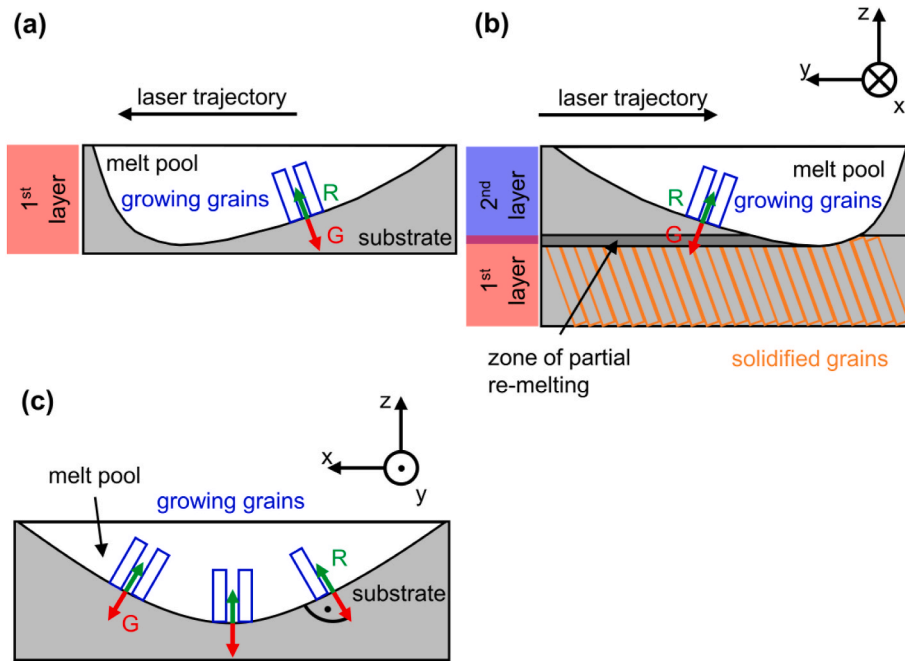 (a)
laser trajectory
1st
layer
melt pool
growing grains
R
G
substrate
(b)
z
y
x
laser trajectory
2nd
layer
1st
layer
melt pool
R
growing grains
G
zone of partial
re-melting
solidified grains
(c)
z
x
y
melt pool
growing grains
R
G
substrate